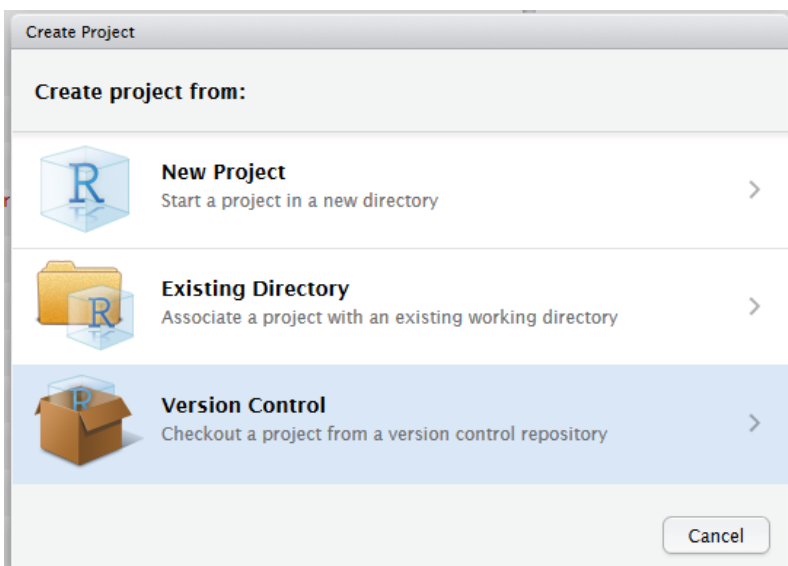 Create Project
Create project from:
R
New Project
Start a project in a new directory
R
Existing Directory
Associate a project with an existing working directory
R
Version Control
Checkout a project from a version control repository
Cancel
r